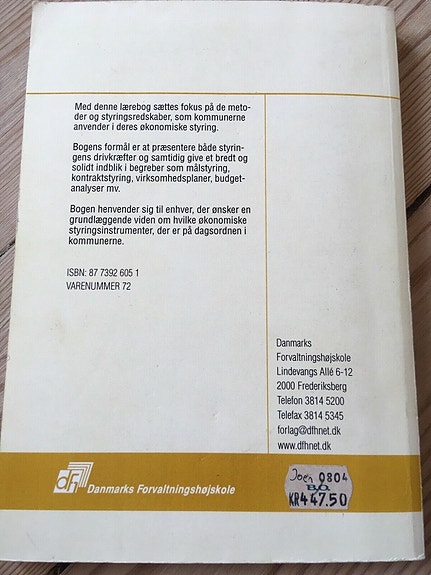 Med denne lærebog sættes fokus på de meto-
der og styringsredskaber, som kommunerne
anvender i deres økonomiske styring.
Bogens formål er at præsentere både styrin-
gens drivkræfter og samtidig give et bredt og
solidt indblik i begreber som målstyring,
kontraktstyring, virksomhedsplaner, budget-
analyser mv.
Bogen henvender sig til enhver, der ønsker en
grundlæggende viden om hvilke økonomiske
styringsinstrumenter, der er på dagsordnen i
kommunerne.
ISBN: 87 7392 605 1
VARENUMMER 72
Danmarks
Forvaltningshøjskole
Lindevangs Allé 6-12
2000 Frederiksberg
Telefon 3814 5200
Telefax 3814 5345
forlag@dfhnet.dk
www.dfhnet.dk
dfh Danmarks Forvaltningshøjskole
0804
B.O.
KR447.50